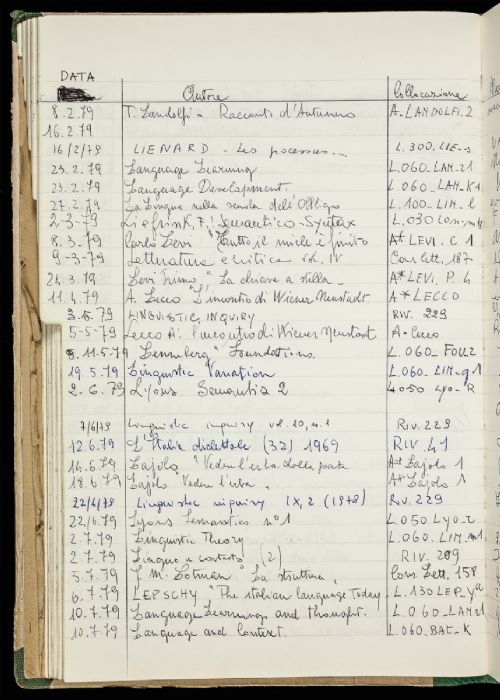 DATA
Autore Collocazione
8.2.79 T. Landolfi - Racconto d'Autunno A-LANDOLFI.2
16.2.79
16/2/79 LIENARD - Les processus L.300.LIE-1
23.2.79 Language Learning L.060-LAN-21
23.2.79 Language Development. L.060-LAN-K1
27.2.79 La Lingua nella scuola dell'obbligo L.100-LIN-
2-3-79 Semantico-Syntax L.030
8.3.79 Carlo Levi "Tutto il miele è finito A* LEVI. C 1
9-3-79 Letteratura e critica vol. IV Cons. Lett. 187
24.3.79 Levi Primo "La chiave a stella - A* LEVI. P. 4
11.4.79 A. Lecco "L'incontro di Wiener Neustadt A* LECCO
3.5.79 LINGUISTIC INQUIRY RIV. 229
5-5-79 Lecco A: l'incontro di Wiener Neustadt A-Lecco
11.5.79 Lenneberg "Foundations L.060-FOU2
19.5.79 Linguistic Variation L.060-LIN-q1
2.6.79 Lyons Semantics 2 L050 Lyo-R
7/6/79 Linguistic inquiry vol. 10, n. 1 Riv. 229
12.6.79 L'Italia dialettale (32) 1969 RIV. 41
14.6.79 Lajolo "Veder l'erba dalla parte A* Lajolo 1
18.6.79 Lajolo Veder l'erba. A* Lajolo 1
22/6/79 Linguistic inquiry IX, 2 (1978) Riv. 229
22/6.79 Lyons Semantics n° 1 L050 Lyo-2
2.7.79 Linguistic Theory L.060. LIN.m1
2.7.79 Lingua e contesto (2) RIV. 209
5.7.79 J. M. Lotman "La struttura, Cons. Lett. 158
6.7.79 LEPSCHY "The italian language Today L.130 LEP-ya
10.7.79 Language Learning and thought. L.060-LAN
10.7.79 Language and Context. L.060-BAT-K